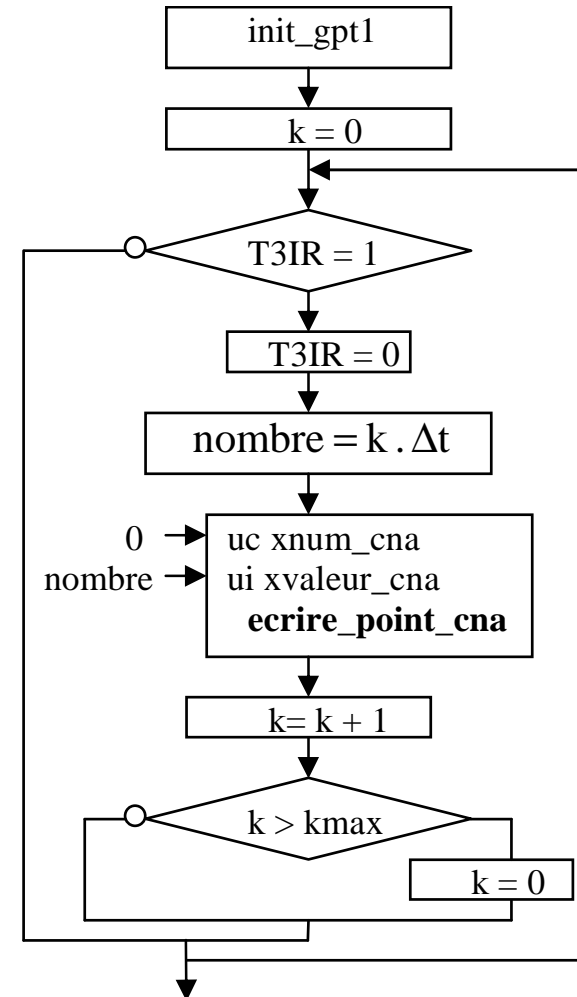 init_gpt1
k = 0
T3IR = 1
T3IR = 0
nombre = k . Δt
0 uc xnum_cna
nombre ui xvaleur_cna
ecrire_point_cna
k= k + 1
k > kmax
k = 0